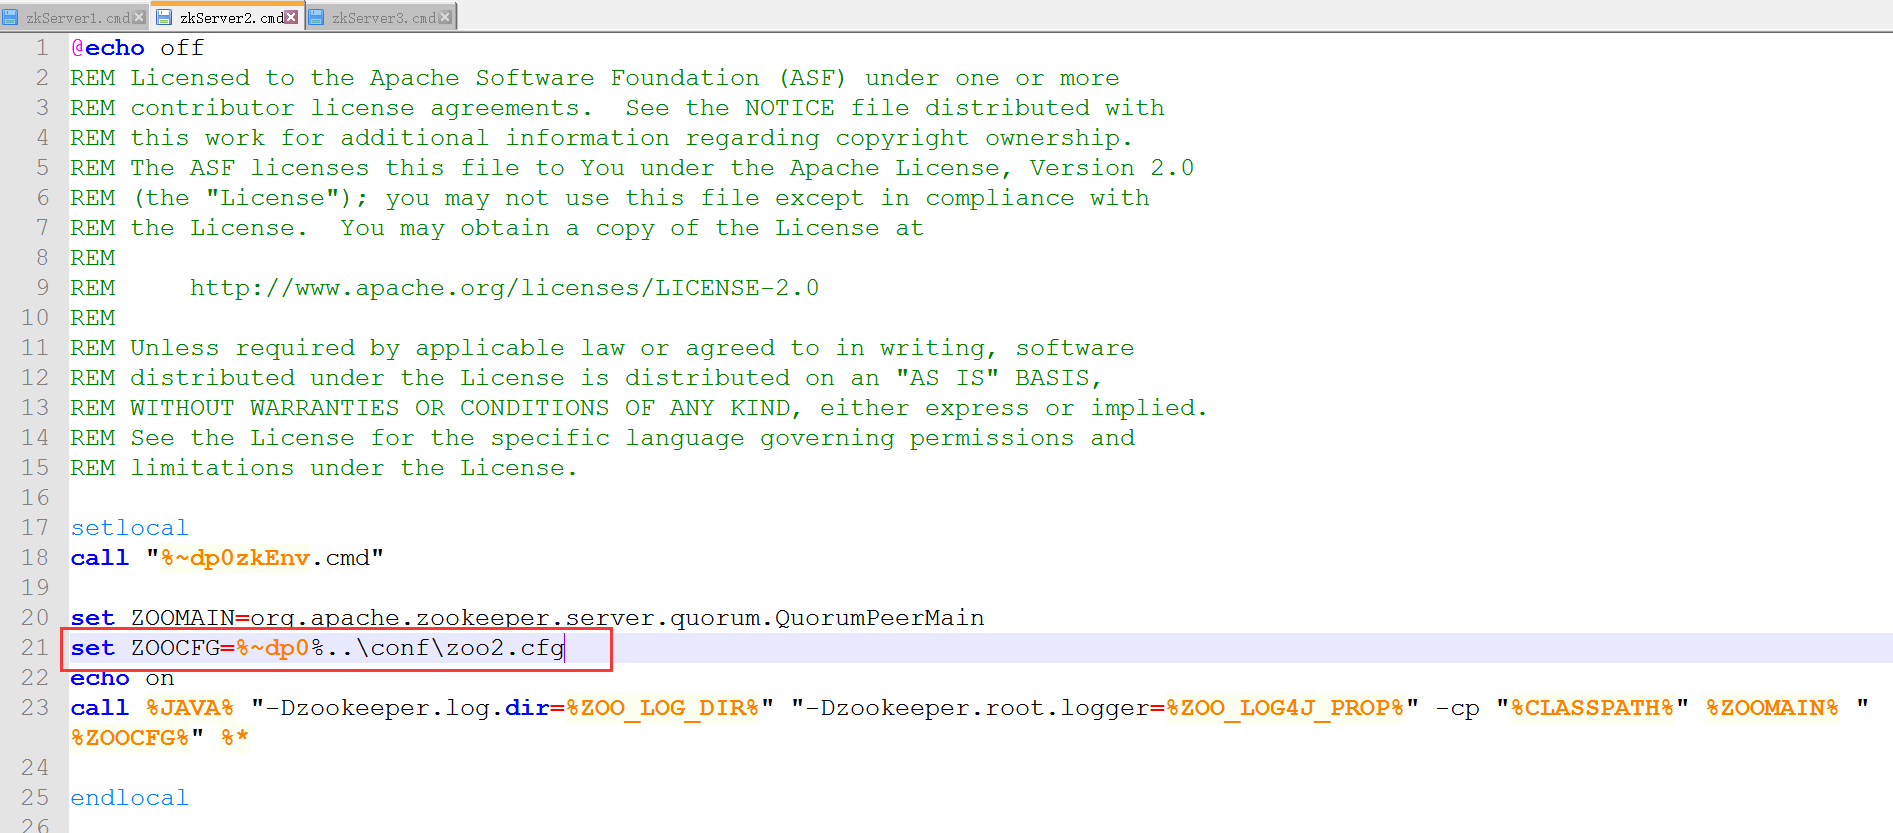 zkServer1.cmd zkServer2.cmd zkServer3.cmd
1 @echo off
2 REM Licensed to the Apache Software Foundation (ASF) under one or more
3 REM contributor license agreements.  See the NOTICE file distributed with
4 REM this work for additional information regarding copyright ownership.
5 REM The ASF licenses this file to You under the Apache License, Version 2.0
6 REM (the "License"); you may not use this file except in compliance with
7 REM the License.  You may obtain a copy of the License at
8 REM
9 REM     http://www.apache.org/licenses/LICENSE-2.0
10 REM
11 REM Unless required by applicable law or agreed to in writing, software
12 REM distributed under the License is distributed on an "AS IS" BASIS,
13 REM WITHOUT WARRANTIES OR CONDITIONS OF ANY KIND, either express or implied.
14 REM See the License for the specific language governing permissions and
15 REM limitations under the License.
16
17 setlocal
18 call "%~dp0zkEnv.cmd"
19
20 set ZOOMAIN=org.apache.zookeeper.server.quorum.QuorumPeerMain
21 set ZOOCFG=%~dp0%..\conf\zoo2.cfg
22 echo on
23 call %JAVA% "-Dzookeeper.log.dir=%ZOO_LOG_DIR%" "-Dzookeeper.root.logger=%ZOO_LOG4J_PROP%" -cp "%CLASSPATH%" %ZOOMAIN% "
%ZOOCFG%" %*
24
25 endlocal
26